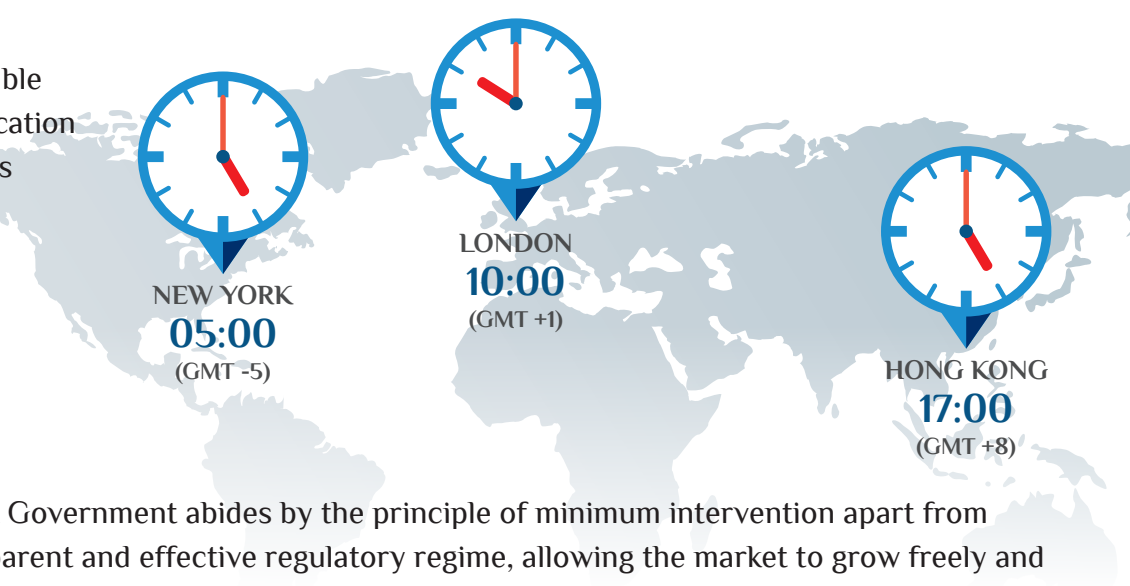 ble
cation
s
LONDON
10:00
(GMT +1)
NEW YORK
05:00
(GMT -5)
HONG KONG
17:00
(GMT +8)
Government abides by the principle of minimum intervention apart from
parent and effective regulatory regime, allowing the market to grow freely and